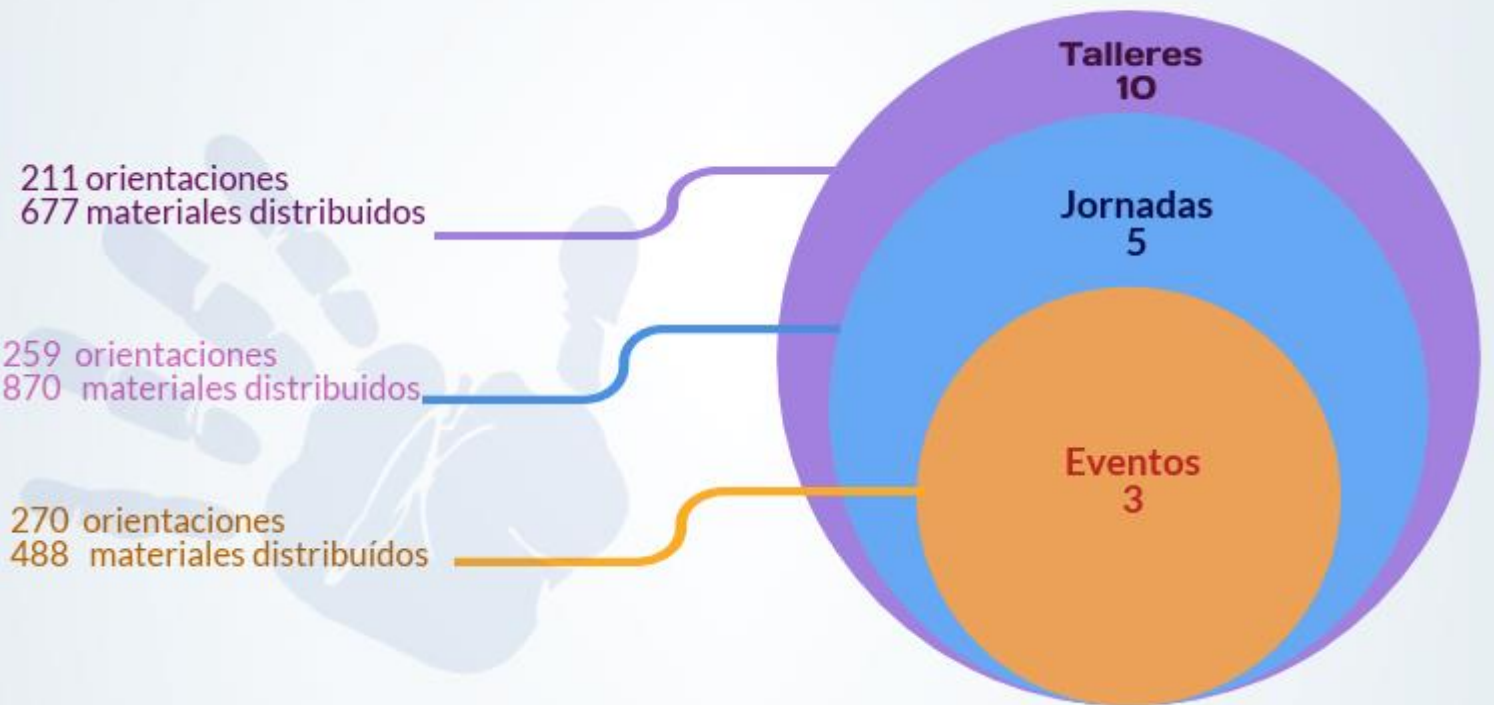 Talleres
10
211 orientaciones
677 materiales distribuidos
Jornadas
5
259 orientaciones
870 materiales distribuidos
Eventos
3
270 orientaciones
488 materiales distribuídos